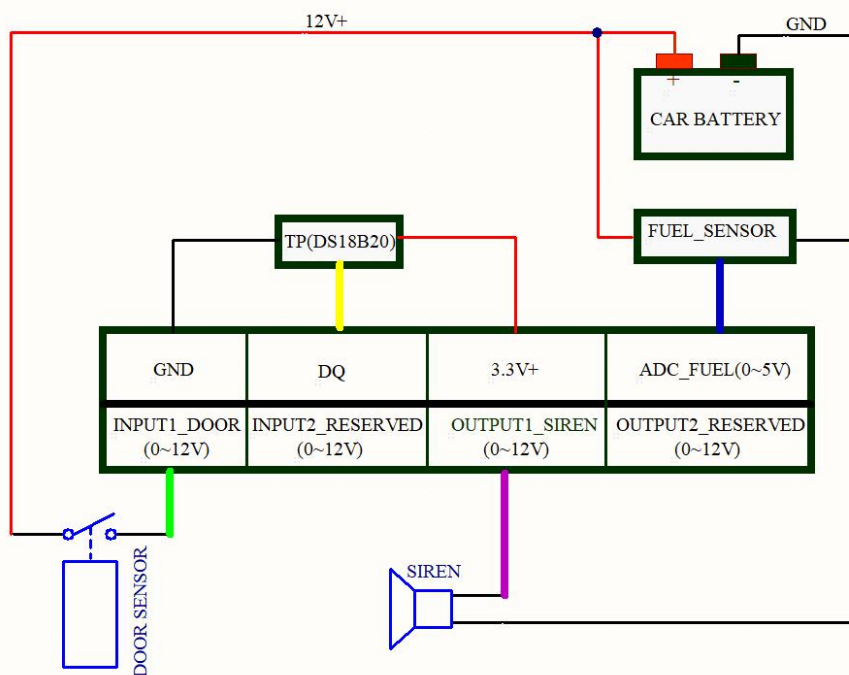 12V+
GND
+
-
CAR BATTERY
TP(DS18B20)
FUEL_SENSOR
GND
DQ
3.3V+
ADC_FUEL(0~5V)
INPUT1_DOOR
(0~12V)
INPUT2_RESERVED
(0~12V)
OUTPUT1_SIREN
(0~12V)
OUTPUT2_RESERVED
(0~12V)
DOOR SENSOR
SIREN